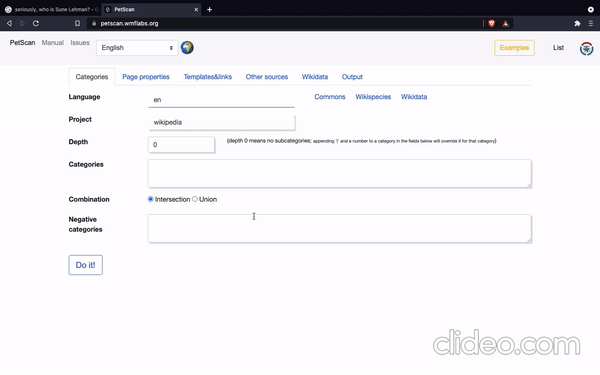 seriously, who is Sune Lehman? -
PetScan
petscan.wmflabs.org
PetScan Manual Issues English Examples List
Categories Page properties Templates&links Other sources Wikidata Output
Language en Commons Wikispecies Wikidata
Project wikipedia
Depth 0 (depth 0 means no subcategories; appending '|' and a number to a category in the fields below will override it for that category)
Categories
Combination Intersection Union
Negative
categories
Do it!
clideo.com